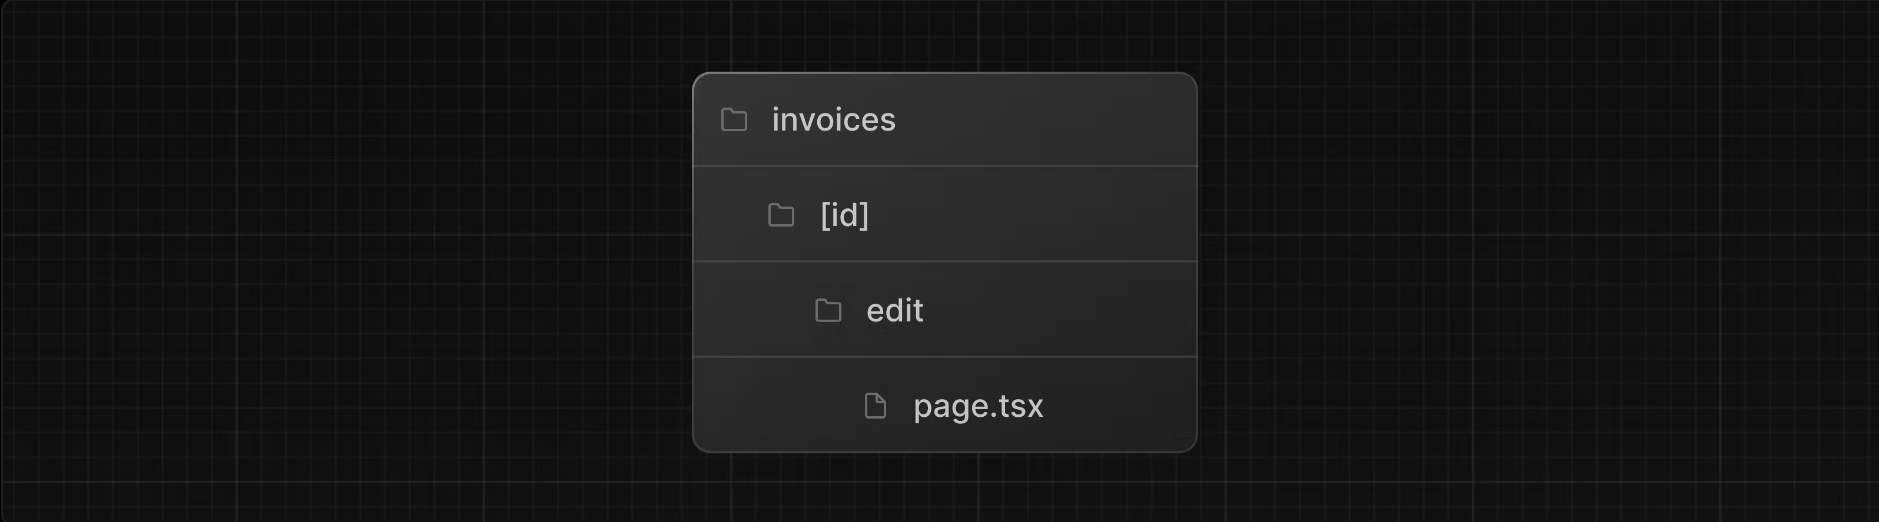 invoices
[id]
edit
page.tsx